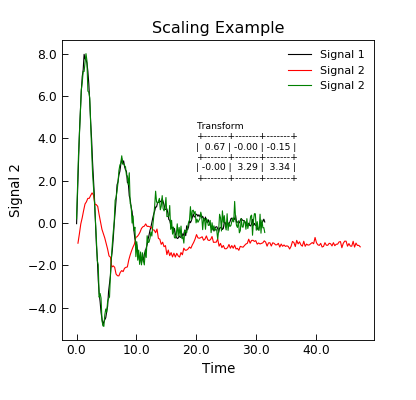 Scaling Example
8.0
6.0
4.0
2.0
0.0
−2.0
−4.0
Signal 2
Signal 1
Signal 2
Signal 2
Transform
+-------+-------+-------+
| 0.67 | -0.00 | -0.15 |
+-------+-------+-------+
| -0.00 | 3.29 | 3.34 |
+-------+-------+-------+
0.0 10.0 20.0 30.0 40.0
Time